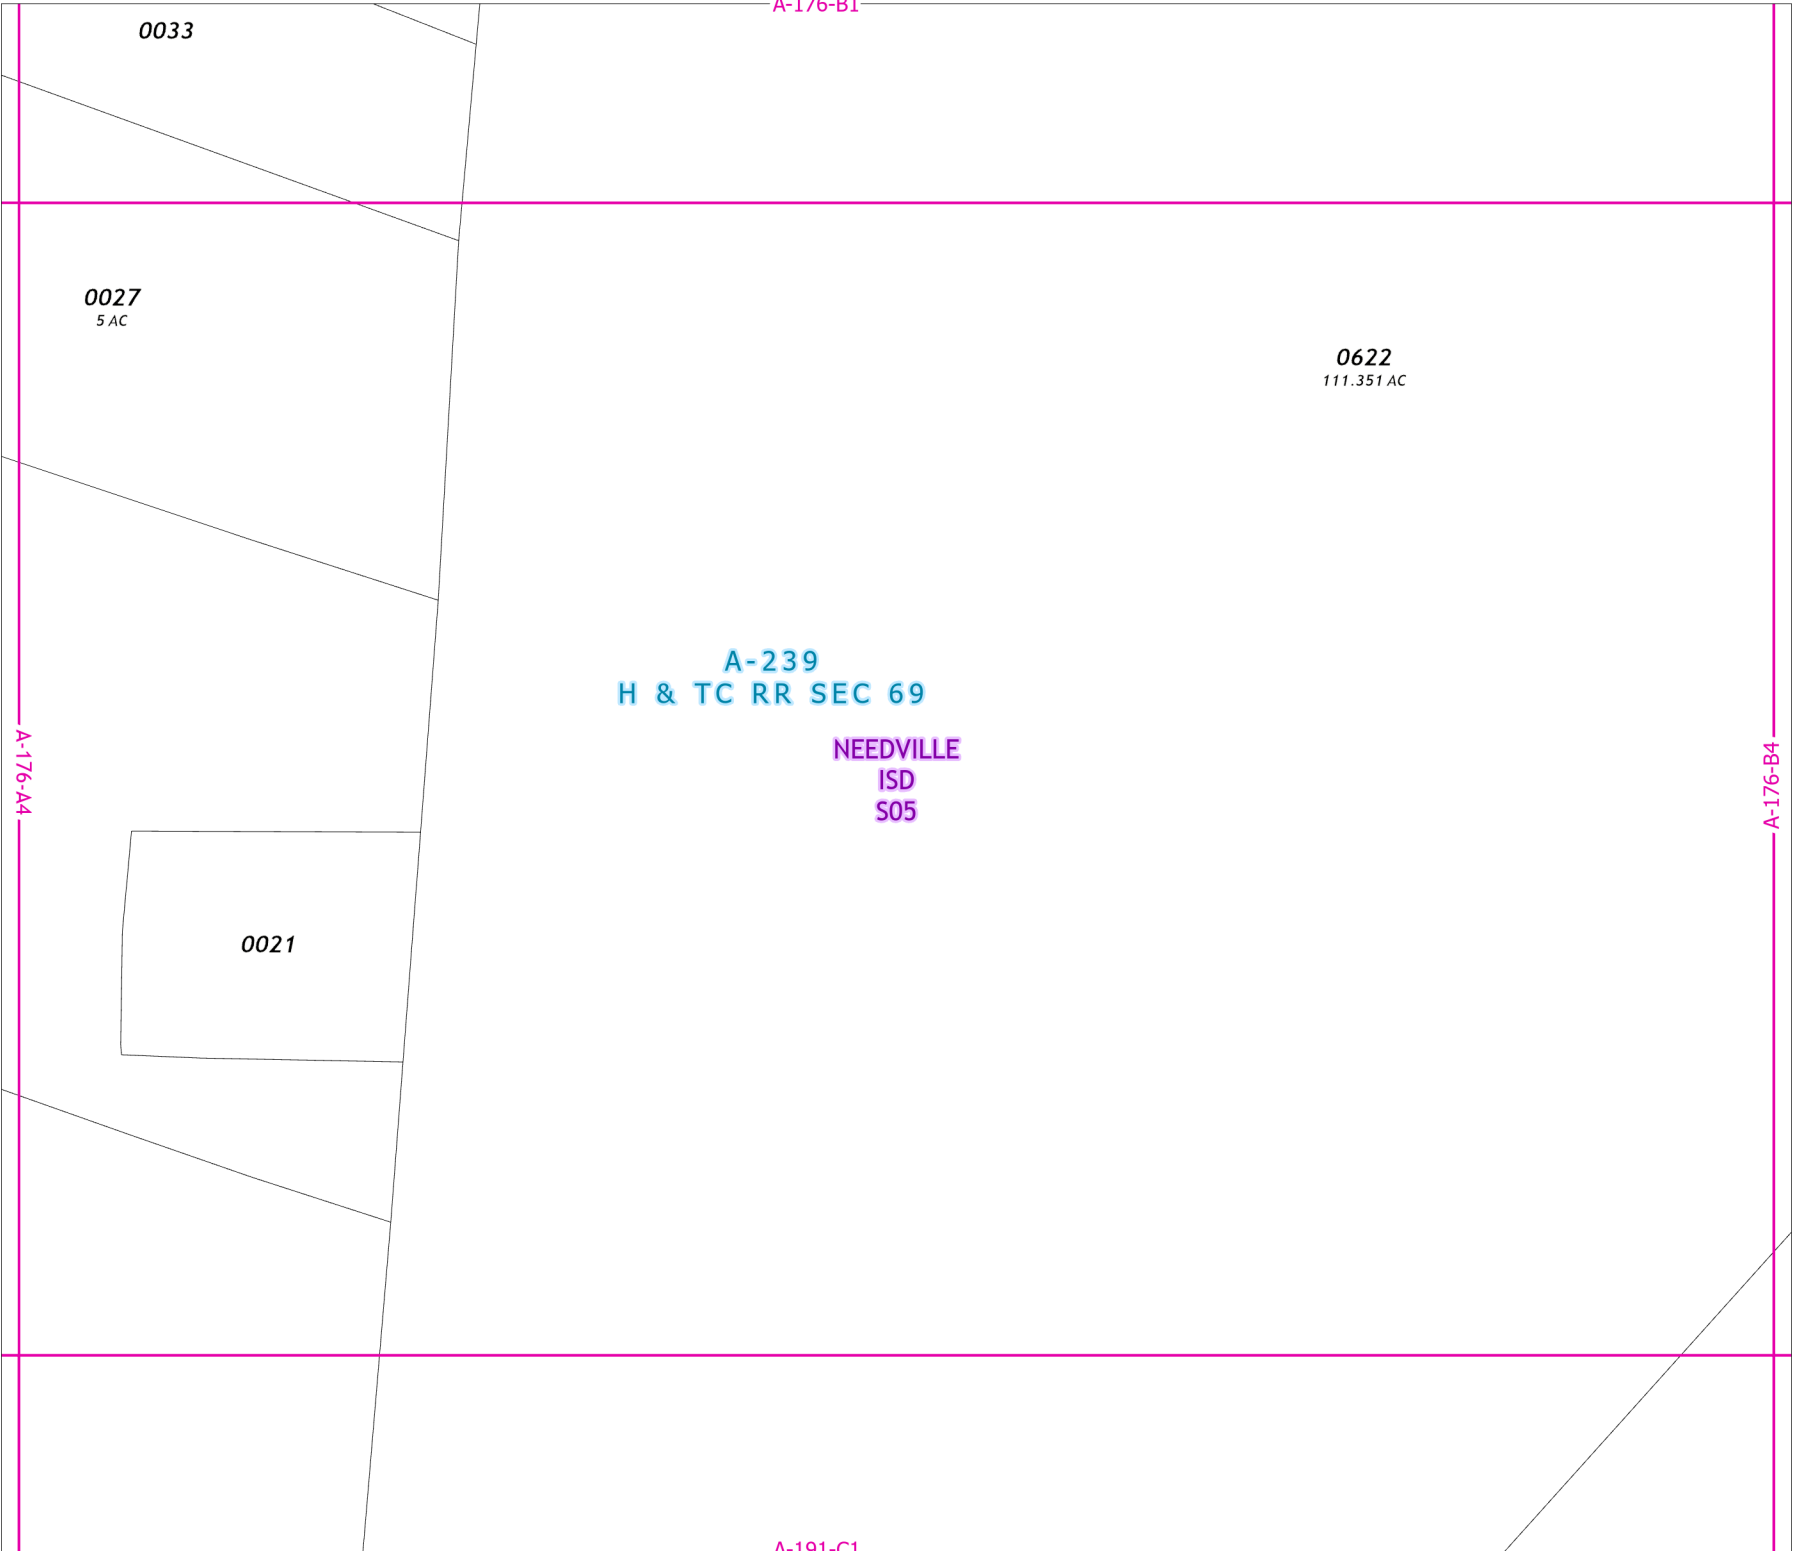 A-176-B1
0033
0027
5 AC
0622
111.351 AC
A-239
H & TC RR SEC 69
NEEDVILLE
ISD
S05
A-176-A4
A-176-B4
0021
A-191-C1